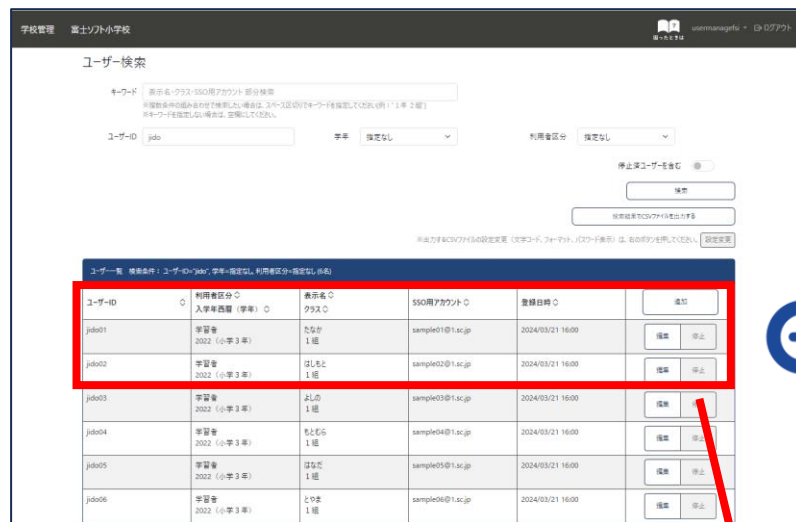 学校管理 富士ソフト小学校
困ったときは usermanagefsi ログアウト
ユーザー検索
キーワード 表示名・クラス・SSO用アカウント 部分検索
※複数条件の組み合わせで検索したい場合は、スペース区切りでキーワードを指定してください(例:"1年 2組")
※キーワードを指定しない場合は、空欄にしてください。
ユーザーID jido 学年 指定なし 利用者区分 指定なし
停止済ユーザーを含む
検索
検索結果でCSVファイルを出力する
※出力するCSVファイルの設定変更(文字コード、フォーマット、パスワード表示)は、右のボタンを押してください。 設定変更
ユーザー一覧 検索条件: ユーザーID="jido", 学年=指定なし, 利用者区分=指定なし (6名)
ユーザーID 利用者区分 表示名 SSO用アカウント 登録日時 追加
入学年西暦(学年) クラス
jido01 学習者 たなか sample01@1.sc.jp 2024/03/21 16:00 編集 停止
2022(小学3年) 1組
jido02 学習者 はしもと sample02@1.sc.jp 2024/03/21 16:00 編集 停止
2022(小学3年) 1組
jido03 学習者 よしの sample03@1.sc.jp 2024/03/21 16:00 編集
2022(小学3年) 1組
jido04 学習者 もとむら sample04@1.sc.jp 2024/03/21 16:00 編集 停止
2022(小学3年) 1組
jido05 学習者 はなだ sample05@1.sc.jp 2024/03/21 16:00 編集 停止
2022(小学3年) 1組
jido06 学習者 とやま sample06@1.sc.jp 2024/03/21 16:00 編集 停止
2022(小学3年) 1組